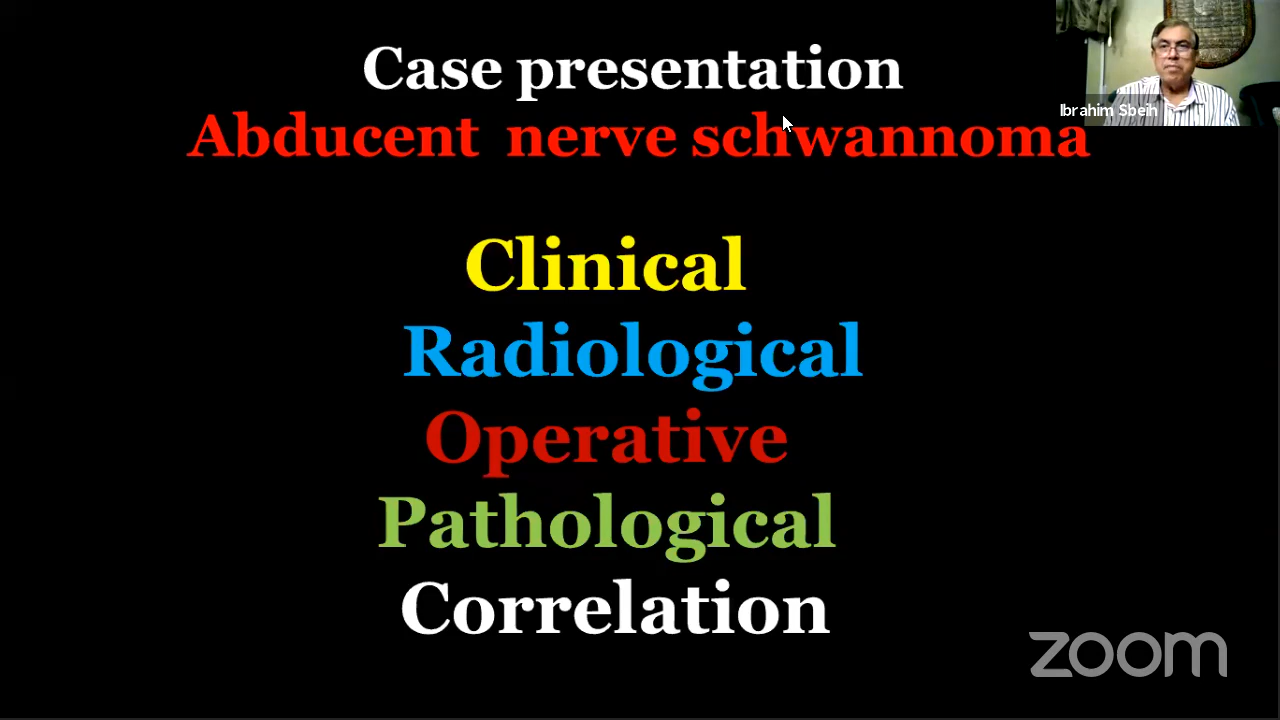 Case presentation
Ibrahim Sbeih
Abducent nerve schwannoma
Clinical
Radiological
Operative
Pathological
Correlation
zoom